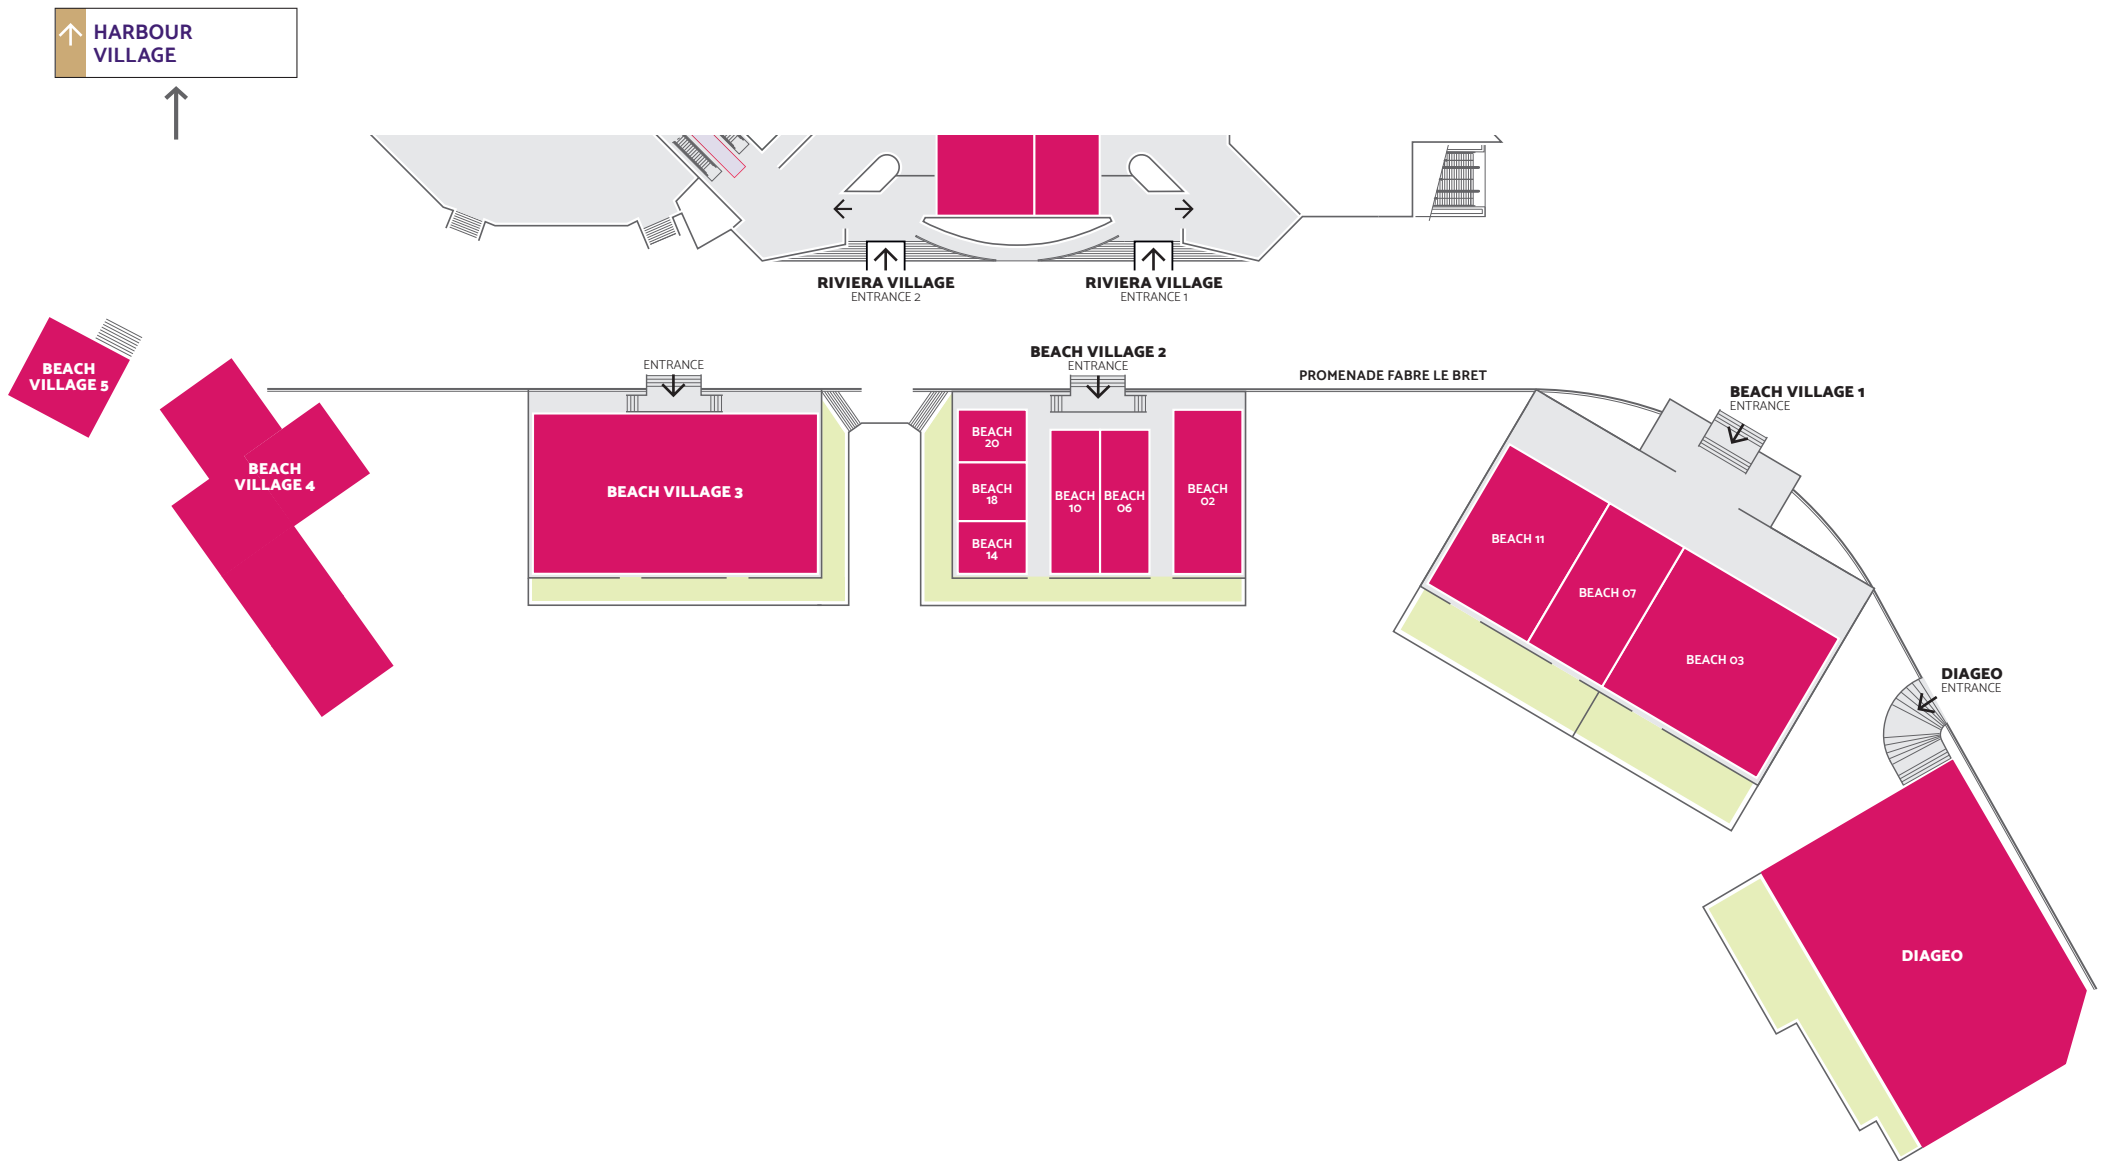 HARBOUR
VILLAGE
RIVIERA VILLAGE
ENTRANCE 2
RIVIERA VILLAGE
ENTRANCE 1
BEACH
VILLAGE 5
BEACH
VILLAGE 4
ENTRANCE
BEACH VILLAGE 3
BEACH VILLAGE 2
ENTRANCE
BEACH
20
BEACH
18
BEACH
14
BEACH
10
BEACH
06
BEACH
02
PROMENADE FABRE LE BRET
BEACH VILLAGE 1
ENTRANCE
BEACH 11
BEACH 07
BEACH 03
DIAGEO
ENTRANCE
DIAGEO